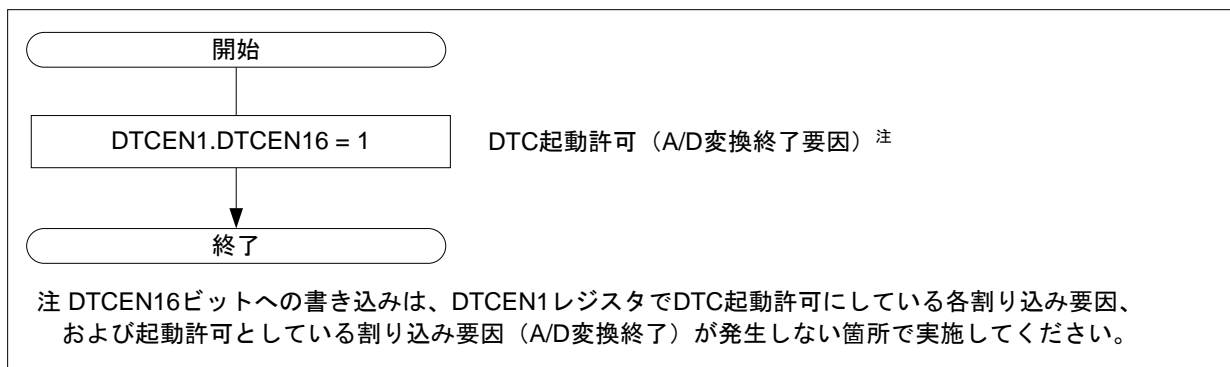 開始
DTCEN1.DTCEN16 = 1
DTC起動許可（A/D変換終了要因）注
終了
注 DTCEN16ビットへの書き込みは、DTCEN1レジスタでDTC起動許可にしている各割り込み要因、
および起動許可としている割り込み要因（A/D変換終了）が発生しない箇所で実施してください。